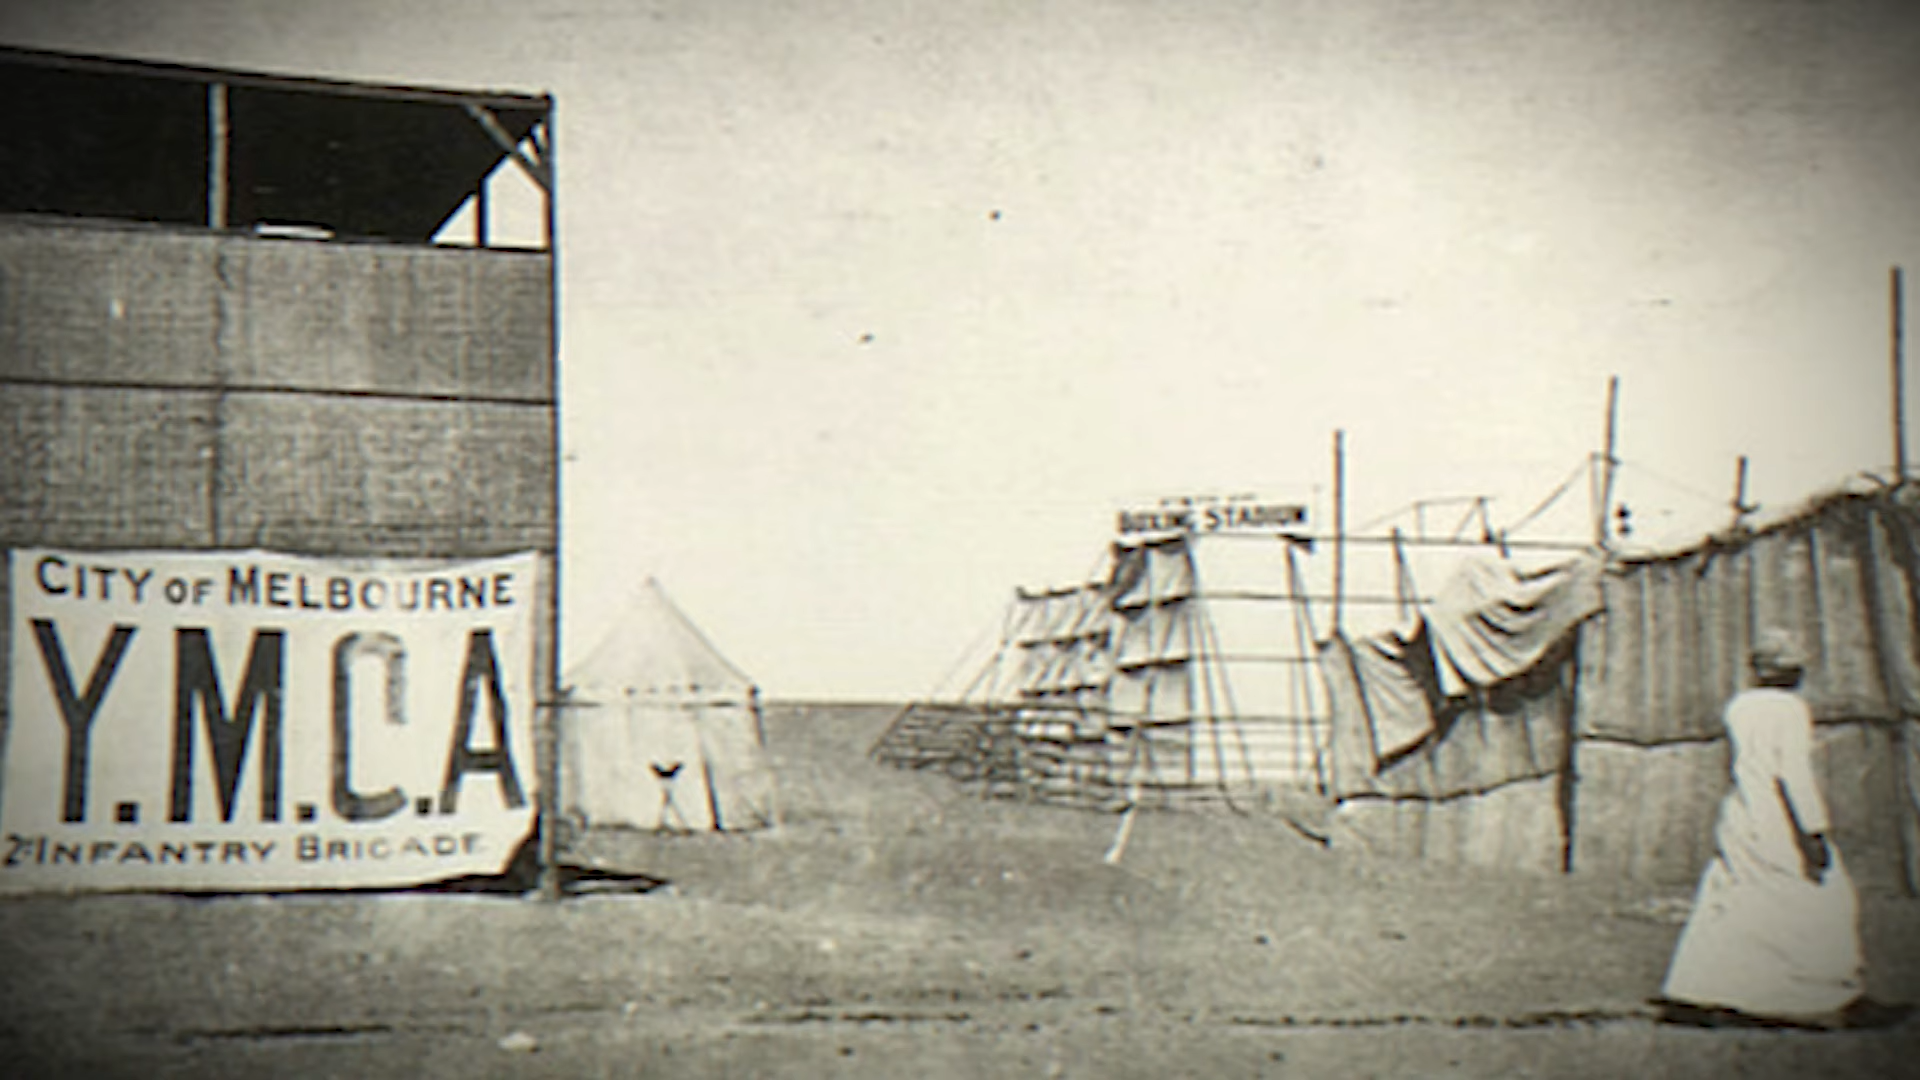 CITY OF MELBOURNE
Y.M.C.A
2ND INFANTRY BRIGADE
BOXING STADIUM